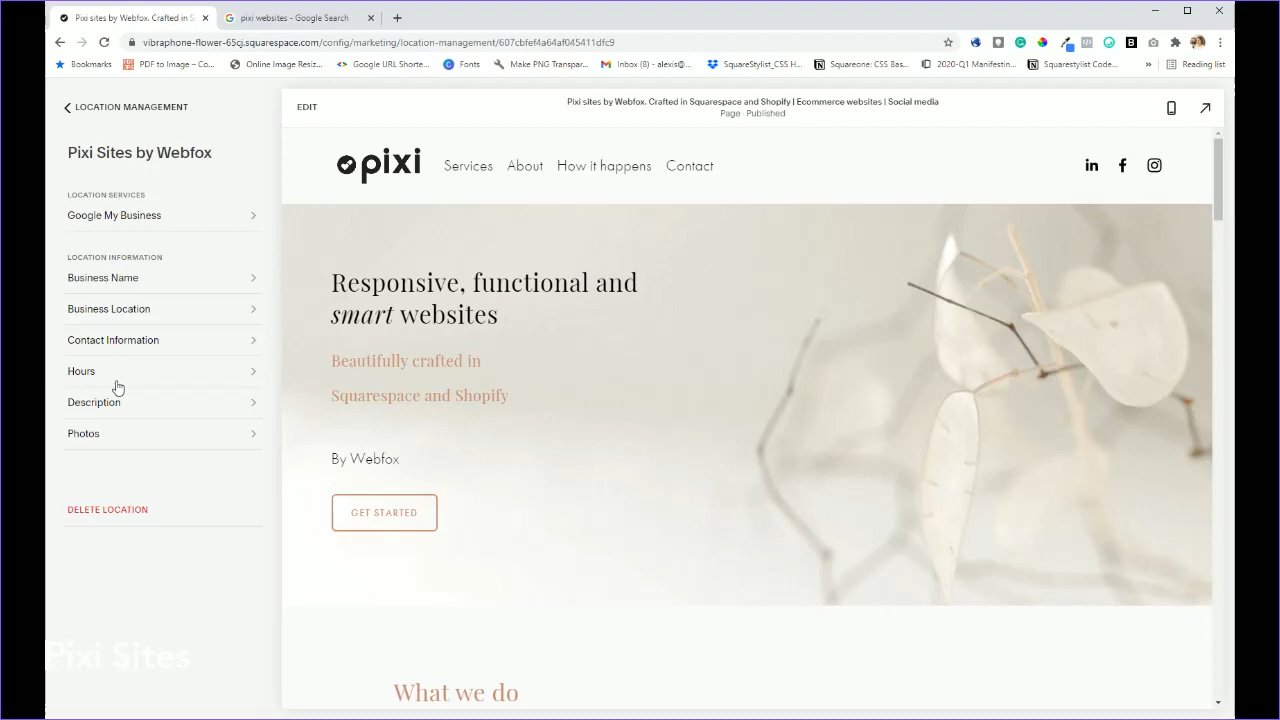 Pixi sites by Webfox. Crafted in S
pixi websites - Google Search
vibraphone-flower-65cj.squarespace.com/config/marketing/location-management/607cbfef4a64af045411dfc9
Bookmarks
PDF to Image – Co...
Online Image Resiz...
Google URL Shorte...
Fonts
Make PNG Transpar...
Inbox (8) - alexis@...
SquareStylist_CSS H...
Squareone: CSS Bas...
2020-Q1 Manifestin...
Squarestylist Code...
»
Reading list
LOCATION MANAGEMENT
EDIT
Pixi sites by Webfox. Crafted in Squarespace and Shopify | Ecommerce websites | Social media
Page · Published
Pixi Sites by Webfox
LOCATION SERVICES
Google My Business
LOCATION INFORMATION
Business Name
Business Location
Contact Information
Hours
Description
Photos
DELETE LOCATION
Pixi Sites
pixi
Services
About
How it happens
Contact
Responsive, functional and
smart websites
Beautifully crafted in
Squarespace and Shopify
By Webfox
GET STARTED
What we do